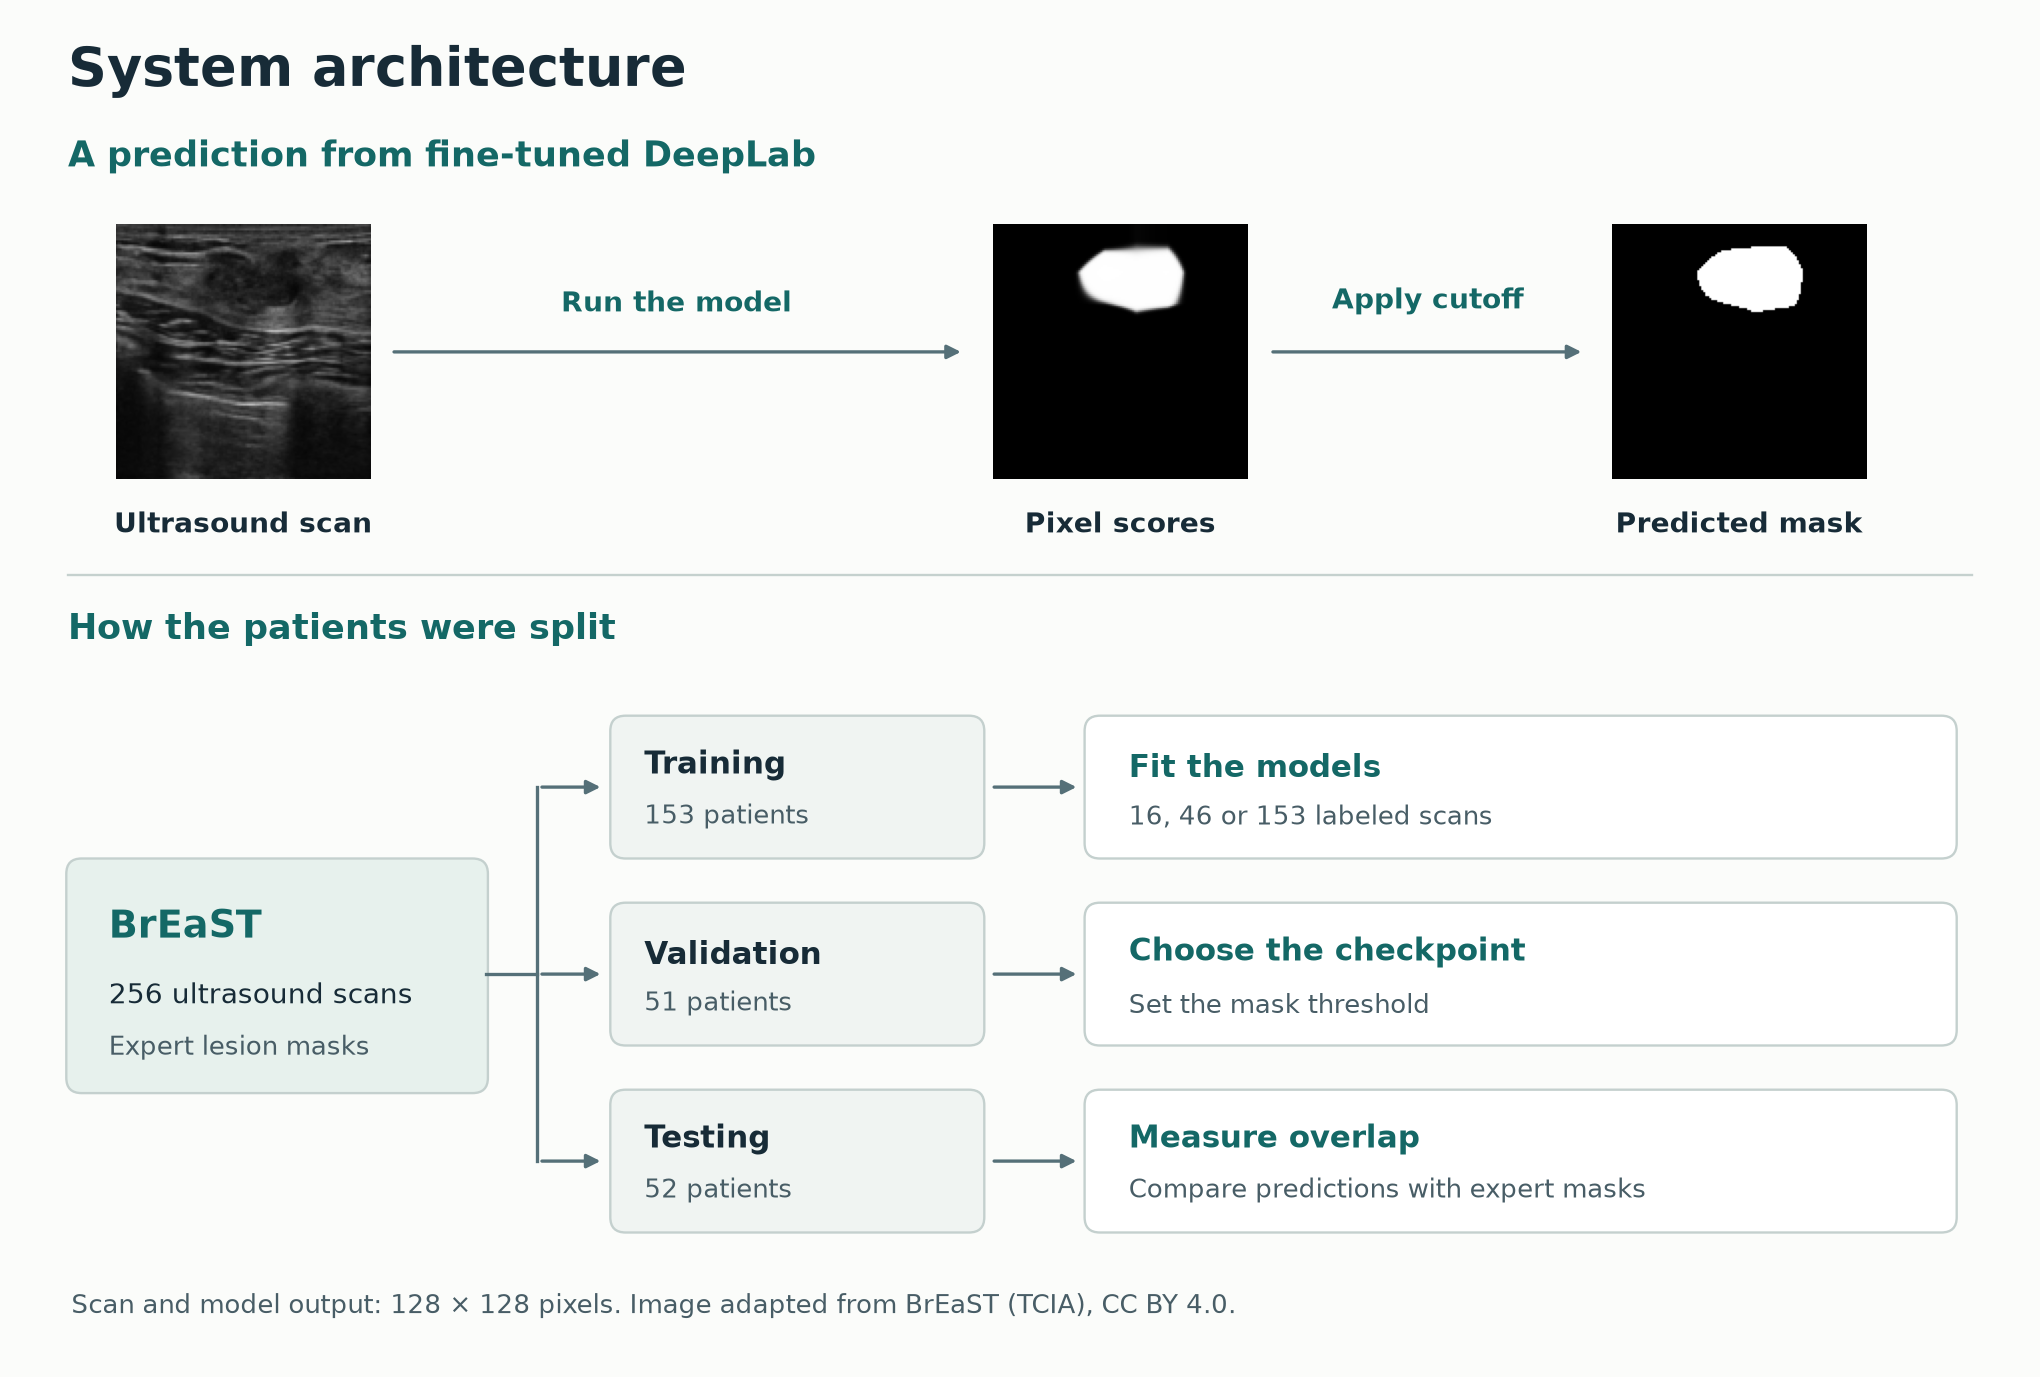 System architecture
A prediction from fine-tuned DeepLab
Run the model
Apply cutoff
Ultrasound scan
Pixel scores
Predicted mask
How the patients were split
BrEaST
256 ultrasound scans
Expert lesion masks
Training
153 patients
Fit the models
16, 46 or 153 labeled scans
Validation
51 patients
Choose the checkpoint
Set the mask threshold
Testing
52 patients
Measure overlap
Compare predictions with expert masks
Scan and model output: 128 × 128 pixels. Image adapted from BrEaST (TCIA), CC BY 4.0.